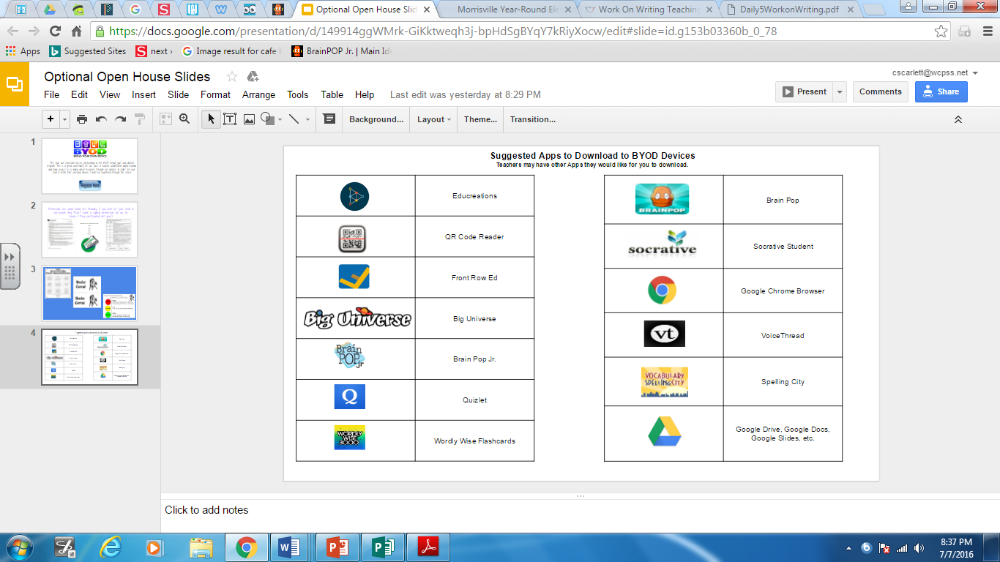 Optional Open House Slid
Morrisville Year-Round Ele
Work On Writing Teaching
Daily5WorkonWriting.pdf
https://docs.google.com/presentation/d/149914ggWMrk-GiKktweqh3j-bpHdSgBYqY7kRiyXocw/edit#slide=id.g153b03360b_0_78
Apps
Suggested Sites
next ›
Image result for cafe b
BrainPOP Jr. | Main Ide
Optional Open House Slides
cscarlett@wcpss.net
File Edit View Insert Slide Format Arrange Tools Table Help
Last edit was yesterday at 8:29 PM
Present
Comments
Share
Background...
Layout
Theme...
Transition...
1
BYOD
BRING YOUR OWN DEVICE
Register Here
2
3
4
Suggested Apps to Download to BYOD Devices
Teachers may have other Apps they would like for you to download.
Educreations
QR Code Reader
Front Row Ed
Big Universe
Big Universe
Brain POP Jr
Brain Pop Jr.
Q
Quizlet
WORDLY WISE 3000
Wordly Wise Flashcards
BRAINPOP
Brain Pop
socrative
Socrative Student
Google Chrome Browser
vt
VoiceThread
VOCABULARY
SPELLINGCITY
Spelling City
Google Drive, Google Docs,
Google Slides, etc.
Click to add notes
8:37 PM
7/7/2016